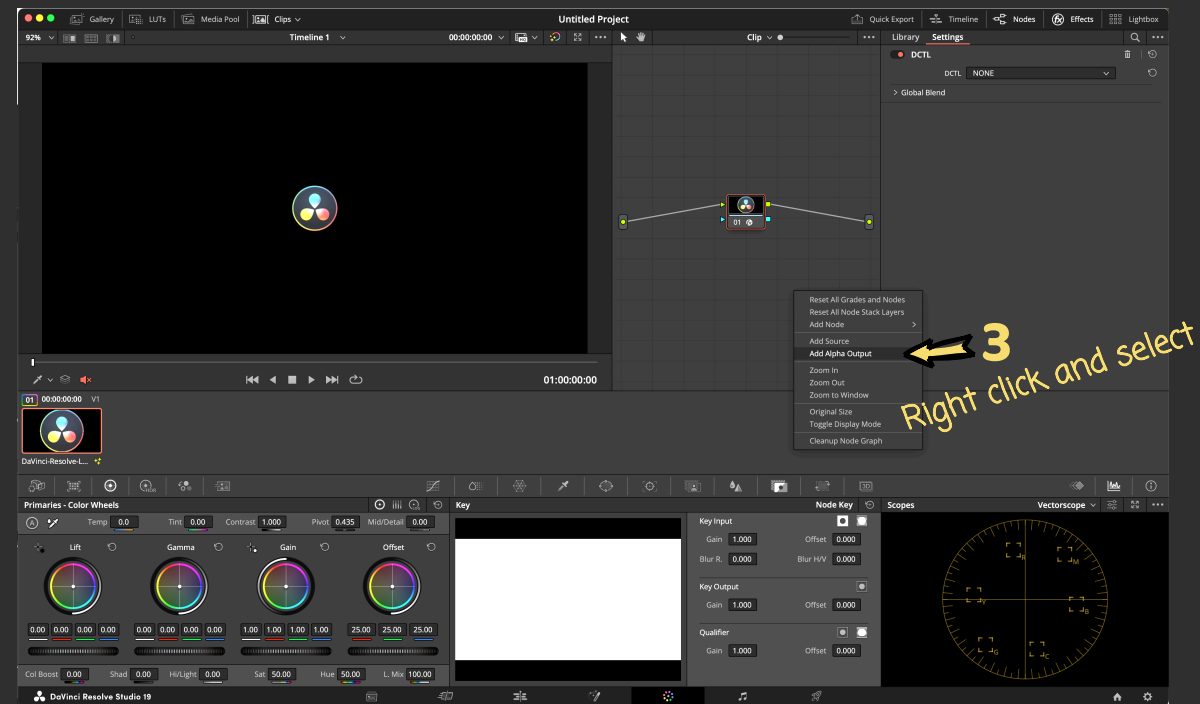 Gallery LUTs Media Pool Clips Untitled Project Quick Export Timeline Nodes Effects Lightbox
92% Timeline 1 00:00:00:00 Clip Library Settings
DCTL
DCTL NONE
Global Blend
01
Reset All Grades and Nodes
Reset All Node Stack Layers
Add Node
Add Source
Add Alpha Output
Zoom In
Zoom Out
Zoom to Window
Original Size
Toggle Display Mode
Cleanup Node Graph
3
Right click and select
01:00:00:00
01 00:00:00:00 V1
DaVinci-Resolve-L...
Primaries - Color Wheels Key Node Key Scopes Vectorscope
Temp 0.0 Tint 0.00 Contrast 1.000 Pivot 0.435 Mid/Detail 0.00
Lift Gamma Gain Offset
0.00 0.00 0.00 0.00 0.00 0.00 0.00 0.00 1.00 1.00 1.00 1.00 25.00 25.00 25.00
Col Boost 0.00 Shad 0.00 Hi/Light 0.00 Sat 50.00 Hue 50.00 L. Mix 100.00
Key Input
Gain 1.000 Offset 0.000
Blur R. 0.000 Blur H/V 0.000
Key Output
Gain 1.000 Offset 0.000
Qualifier
Gain 1.000 Offset 0.000
R M
Y B
G C
DaVinci Resolve Studio 19